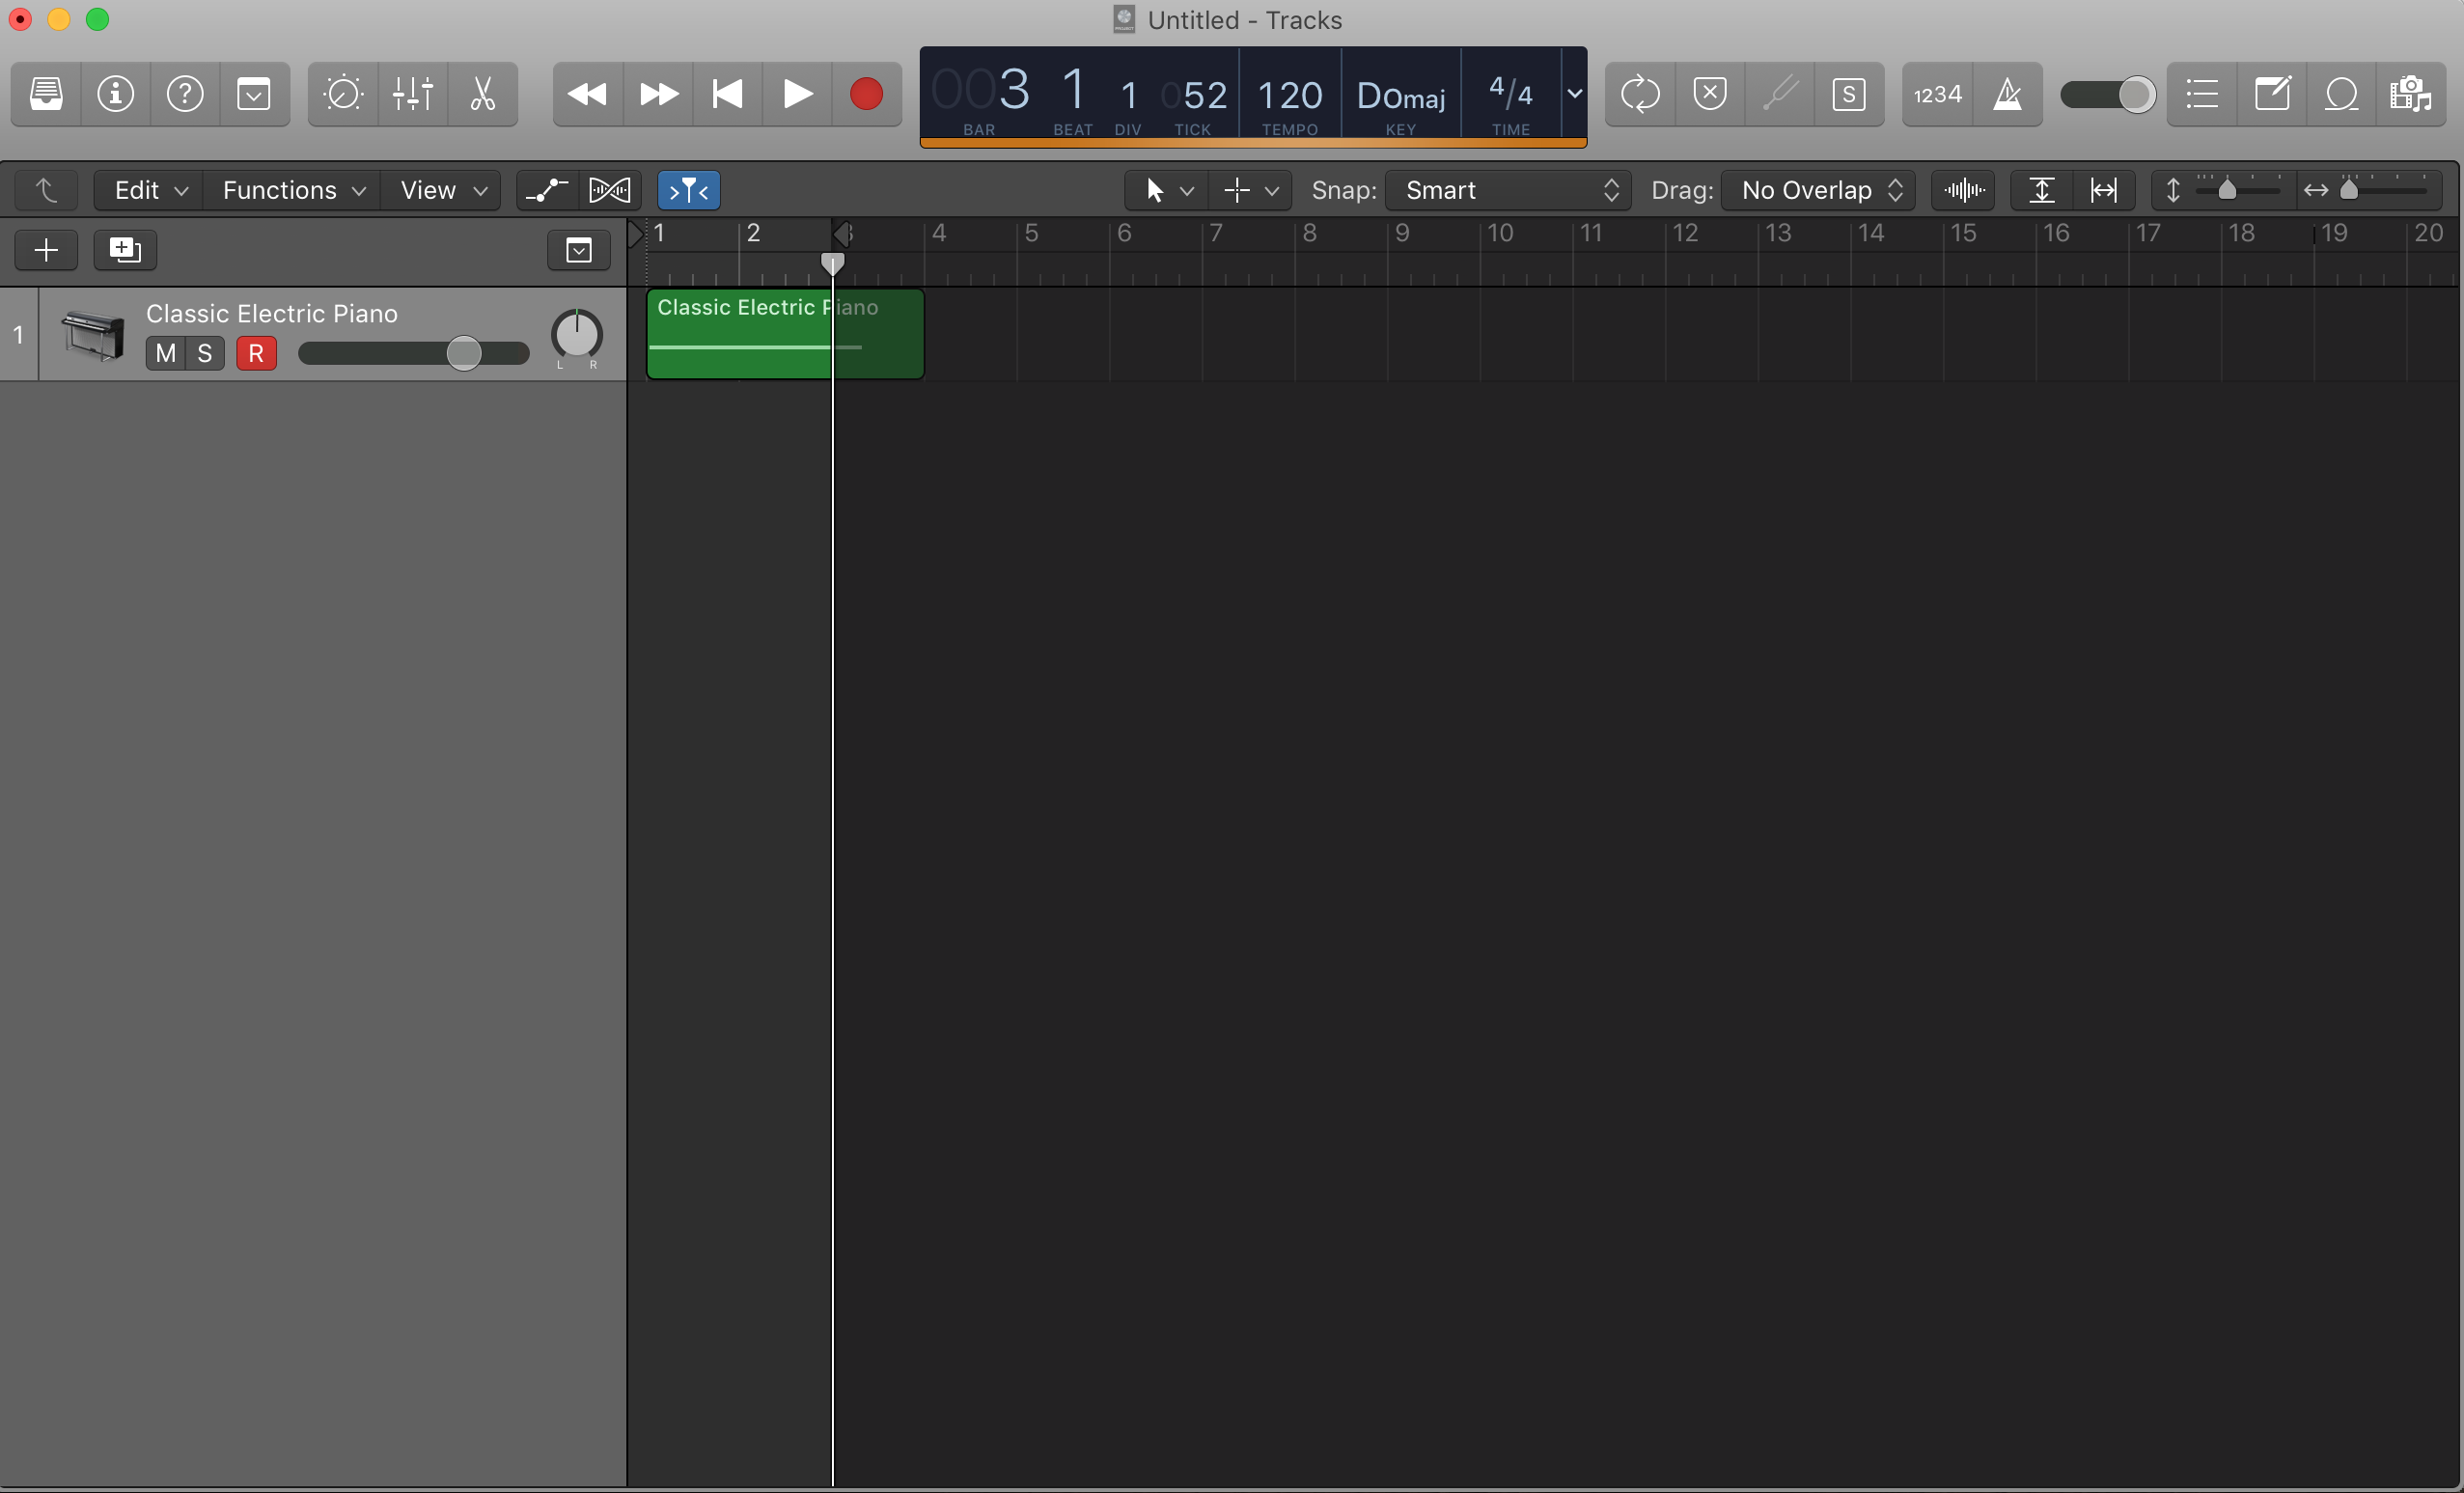 Untitled - Tracks
003 1 1 052 120 Domaj 4/4
BAR BEAT DIV TICK TEMPO KEY TIME
S
1234
Edit Functions View Snap: Smart Drag: No Overlap
1 2 3 4 5 6 7 8 9 10 11 12 13 14 15 16 17 18 19 20
1
Classic Electric Piano
M S R
L R
Classic Electric Piano